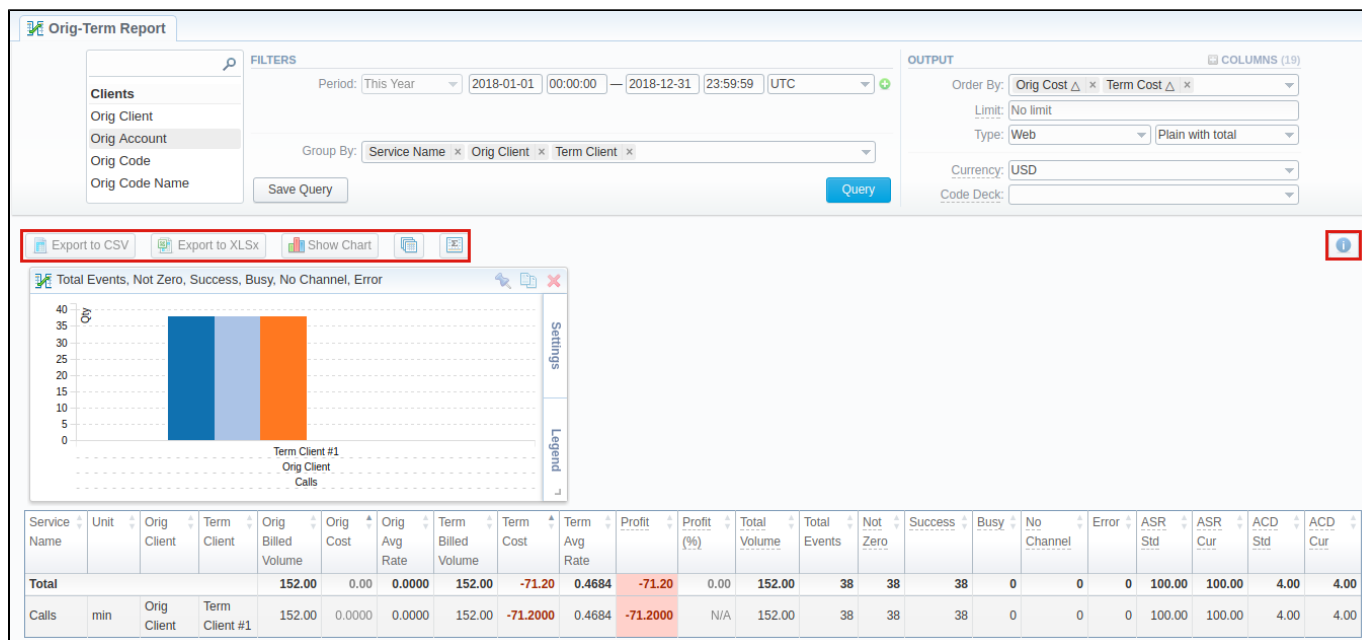 Orig-Term Report
Clients
Orig Client
Orig Account
Orig Code
Orig Code Name
FILTERS
Period: This Year 2018-01-01 00:00:00 — 2018-12-31 23:59:59 UTC
Group By: Service Name × Orig Client × Term Client ×
Save Query Query
OUTPUT COLUMNS (19)
Order By: Orig Cost △ × Term Cost △ ×
Limit: No limit
Type: Web Plain with total
Currency: USD
Code Deck:
Export to CSV Export to XLSx Show Chart Σ i
Total Events, Not Zero, Success, Busy, No Channel, Error
Qty
40
35
30
25
20
15
10
5
0
Term Client #1
Orig Client
Calls
Settings
Legend
Service Name Unit Orig Client Term Client Orig Billed Volume Orig Cost Orig Avg Rate Term Billed Volume Term Cost Term Avg Rate Profit Profit (%) Total Volume Total Events Not Zero Success Busy No Channel Error ASR Std ASR Cur ACD Std ACD Cur
Total 152.00 0.00 0.0000 152.00 -71.20 0.4684 -71.20 0.00 152.00 38 38 38 0 0 0 100.00 100.00 4.00 4.00
Calls min Orig Client Term Client #1 152.00 0.0000 0.0000 152.00 -71.2000 0.4684 -71.2000 N/A 152.00 38 38 38 0 0 0 100.00 100.00 4.00 4.00